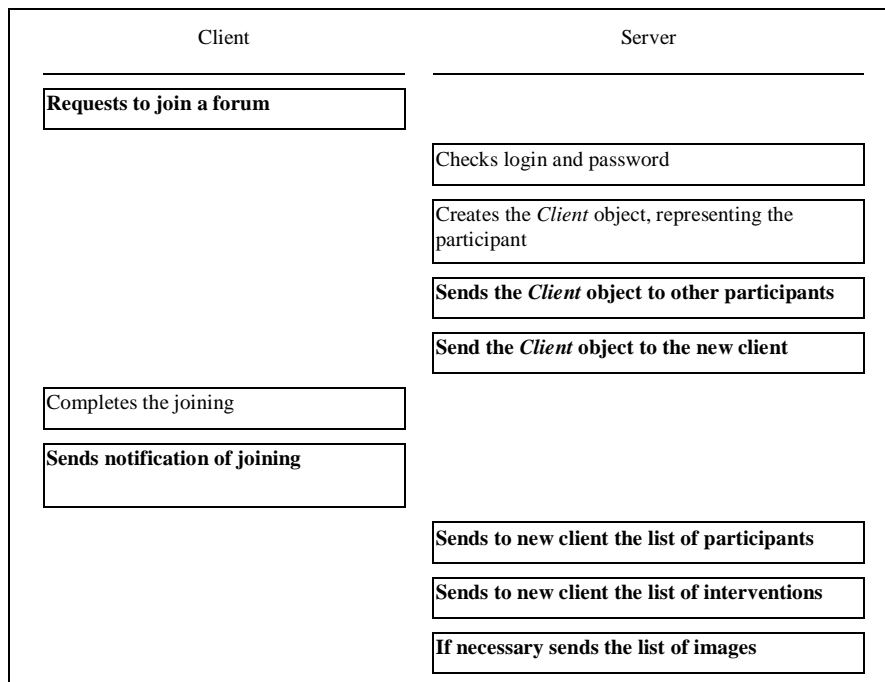 Client
Server
Requests to join a forum
Checks login and password
Creates the Client object, representing the
participant
Sends the Client object to other participants
Send the Client object to the new client
Completes the joining
Sends notification of joining
Sends to new client the list of participants
Sends to new client the list of interventions
If necessary sends the list of images